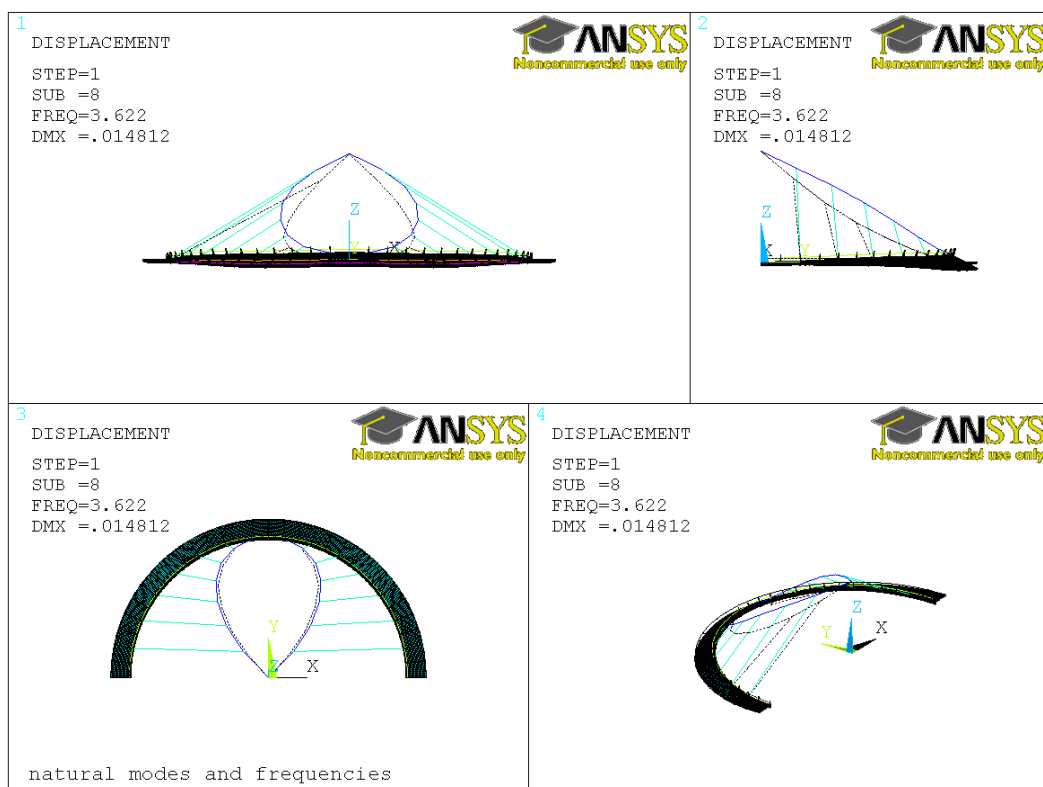 1
DISPLACEMENT
STEP=1
SUB =8
FREQ=3.622
DMX =.014812
ANSYS
Noncommercial use only
Z
Y
X
2
DISPLACEMENT
STEP=1
SUB =8
FREQ=3.622
DMX =.014812
ANSYS
Noncommercial use only
Z
X
Y
3
DISPLACEMENT
STEP=1
SUB =8
FREQ=3.622
DMX =.014812
ANSYS
Noncommercial use only
Y
Z
X
natural modes and frequencies
4
DISPLACEMENT
STEP=1
SUB =8
FREQ=3.622
DMX =.014812
ANSYS
Noncommercial use only
Z
Y
X